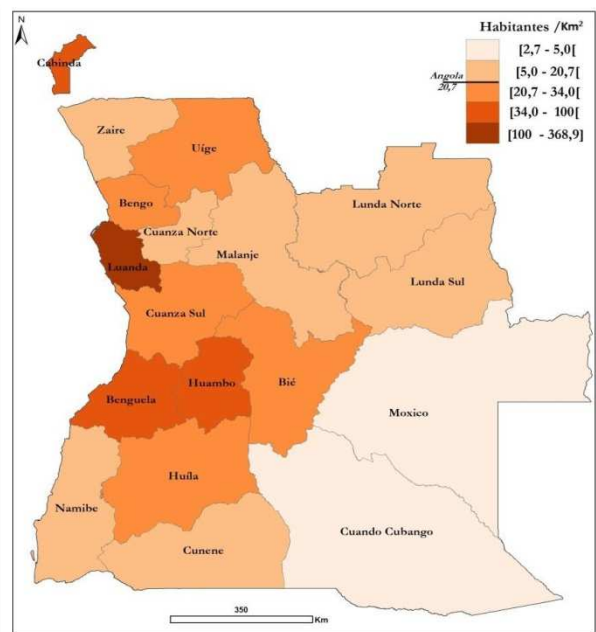 N
Habitantes /Km²
[2,7 - 5,0[
[5,0 - 20,7[
Angola
20,7
[20,7 - 34,0[
[34,0 - 100[
[100 - 368,9]
Cabinda
Zaire
Uíge
Bengo
Lunda Norte
Cuanza Norte
Malanje
Luanda
Lunda Sul
Cuanza Sul
Huambo
Bié
Benguela
Moxico
Huíla
Namibe
Cuando Cubango
Cunene
350
Km